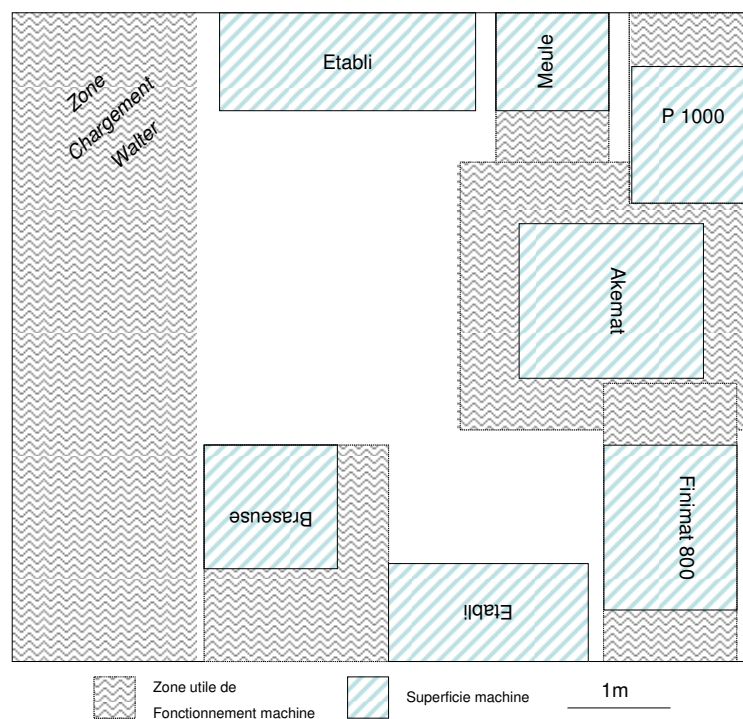 Zone
Chargement
Walter
Etabli
Meule
P 1000
Akemat
Braseuse
Finimat 800
Etabli
Zone utile de
Fonctionnement machine
Superficie machine
1m